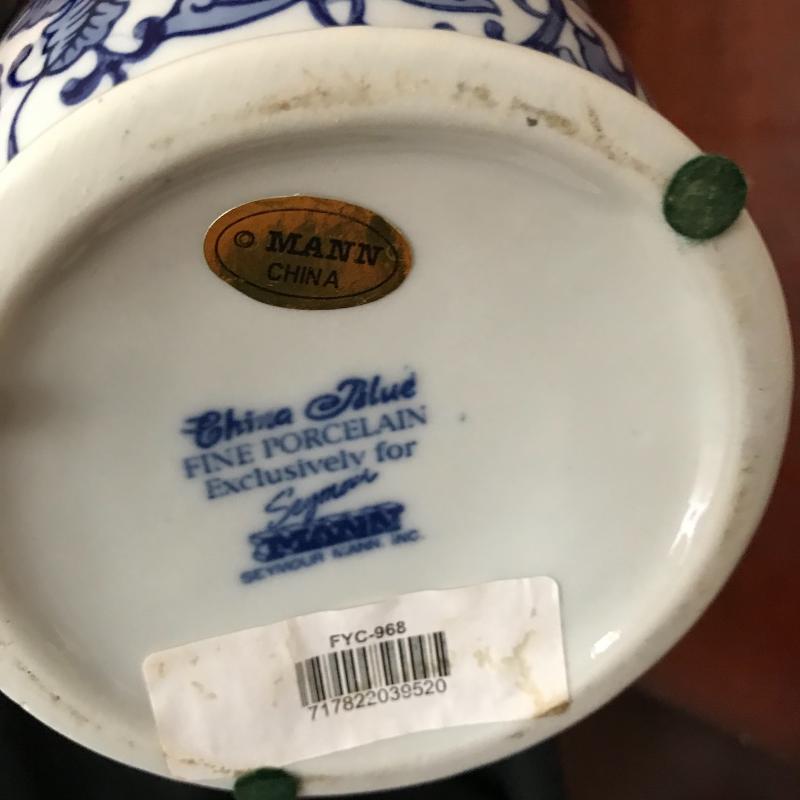 © MANN
CHINA
China Blue
FINE PORCELAIN
Exclusively for
Seymour
MANN
SEYMOUR MANN, INC.
FYC-968
717822039520